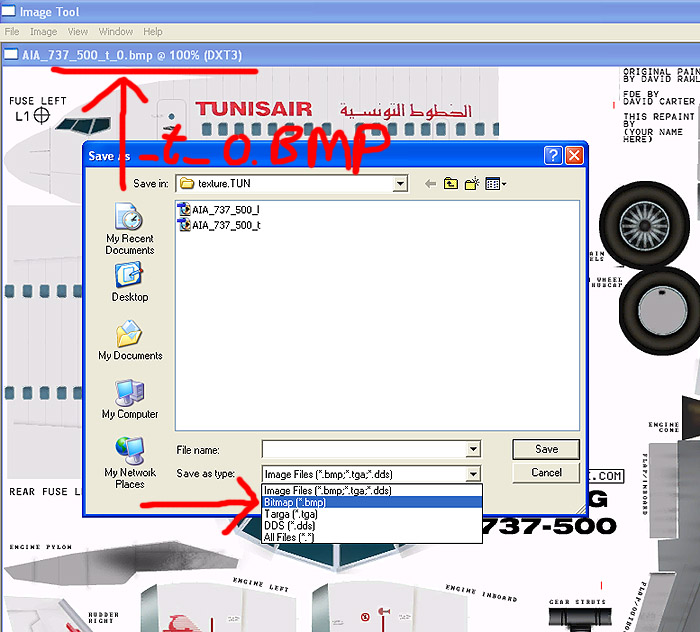 Image Tool
File Image View Window Help
AIA_737_500_t_0.bmp @ 100% (DXT3)
ORIGINAL PAIN
BY DAVID RAHL
FDE BY
DAVID CARTER
THIS REPAINT
BY
(YOUR NAME
HERE)
FUSE LEFT
L1
TUNISAIR الخطوط التونسية
_t_0.BMP
Save As
Save in: texture.TUN
AIA_737_500_l
AIA_737_500_t
My Recent
Documents
Desktop
My Documents
My Computer
My Network
Places
File name:
Save
Save as type: Image Files (*.bmp;*.tga;*.dds)
Cancel
Image Files (*.bmp;*.tga;*.dds)
Bitmap (*.bmp)
Targa (*.tga)
DDS (*.dds)
All Files (*.*)
WHEEL
HUBCAP
ENGINE
CONE
FLAP/INBOARD
.COM
G
737-500
REAR FUSE L
ENGINE PYLON
ENGINE LEFT
ENGINE INBOARD
GEAR STRUTS
RUDDER
RIGHT